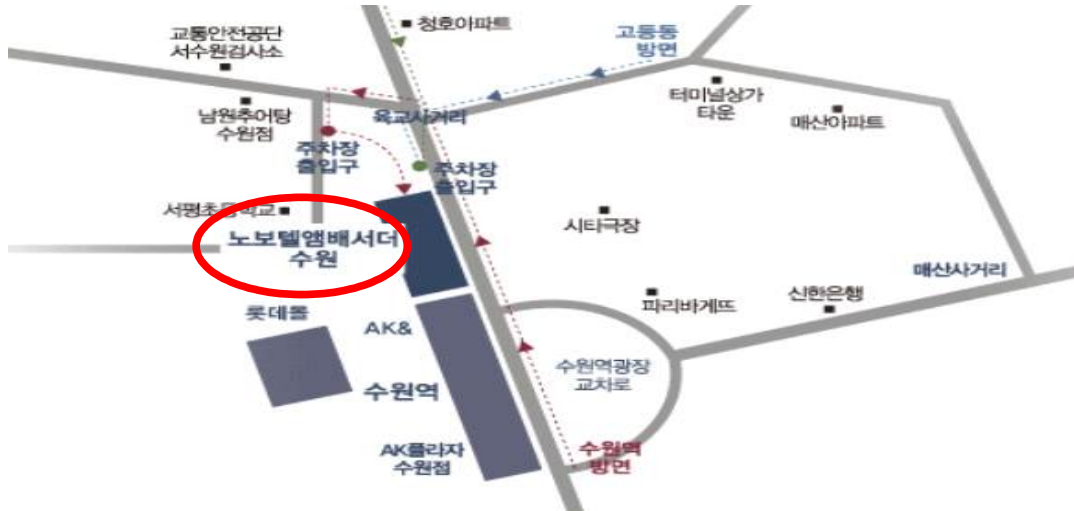 청호아파트
교통안전공단
서수원검사소
고등동
방면
남원추어탕
수원점
육교사거리
터미널상가
타운
매산아파트
주차장
출입구
주차장
출입구
서평초등학교
노보텔앰배서더
수원
시타극장
매산사거리
파리바게뜨
신한은행
롯데몰
AK&
수원역
수원역광장
교차로
AK플라자
수원점
수원역
방면